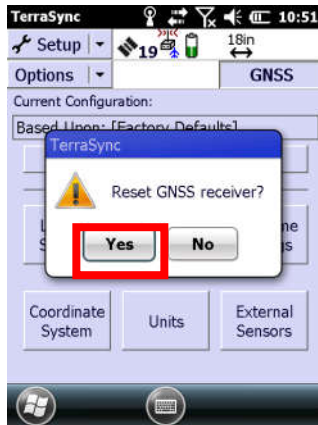 TerraSync 10:51
Setup 19 18in
Options GNSS
Current Configuration:
Based Upon: [Factory Defaults]
TerraSync
Reset GNSS receiver?
Yes No
Coordinate System
Units
External Sensors